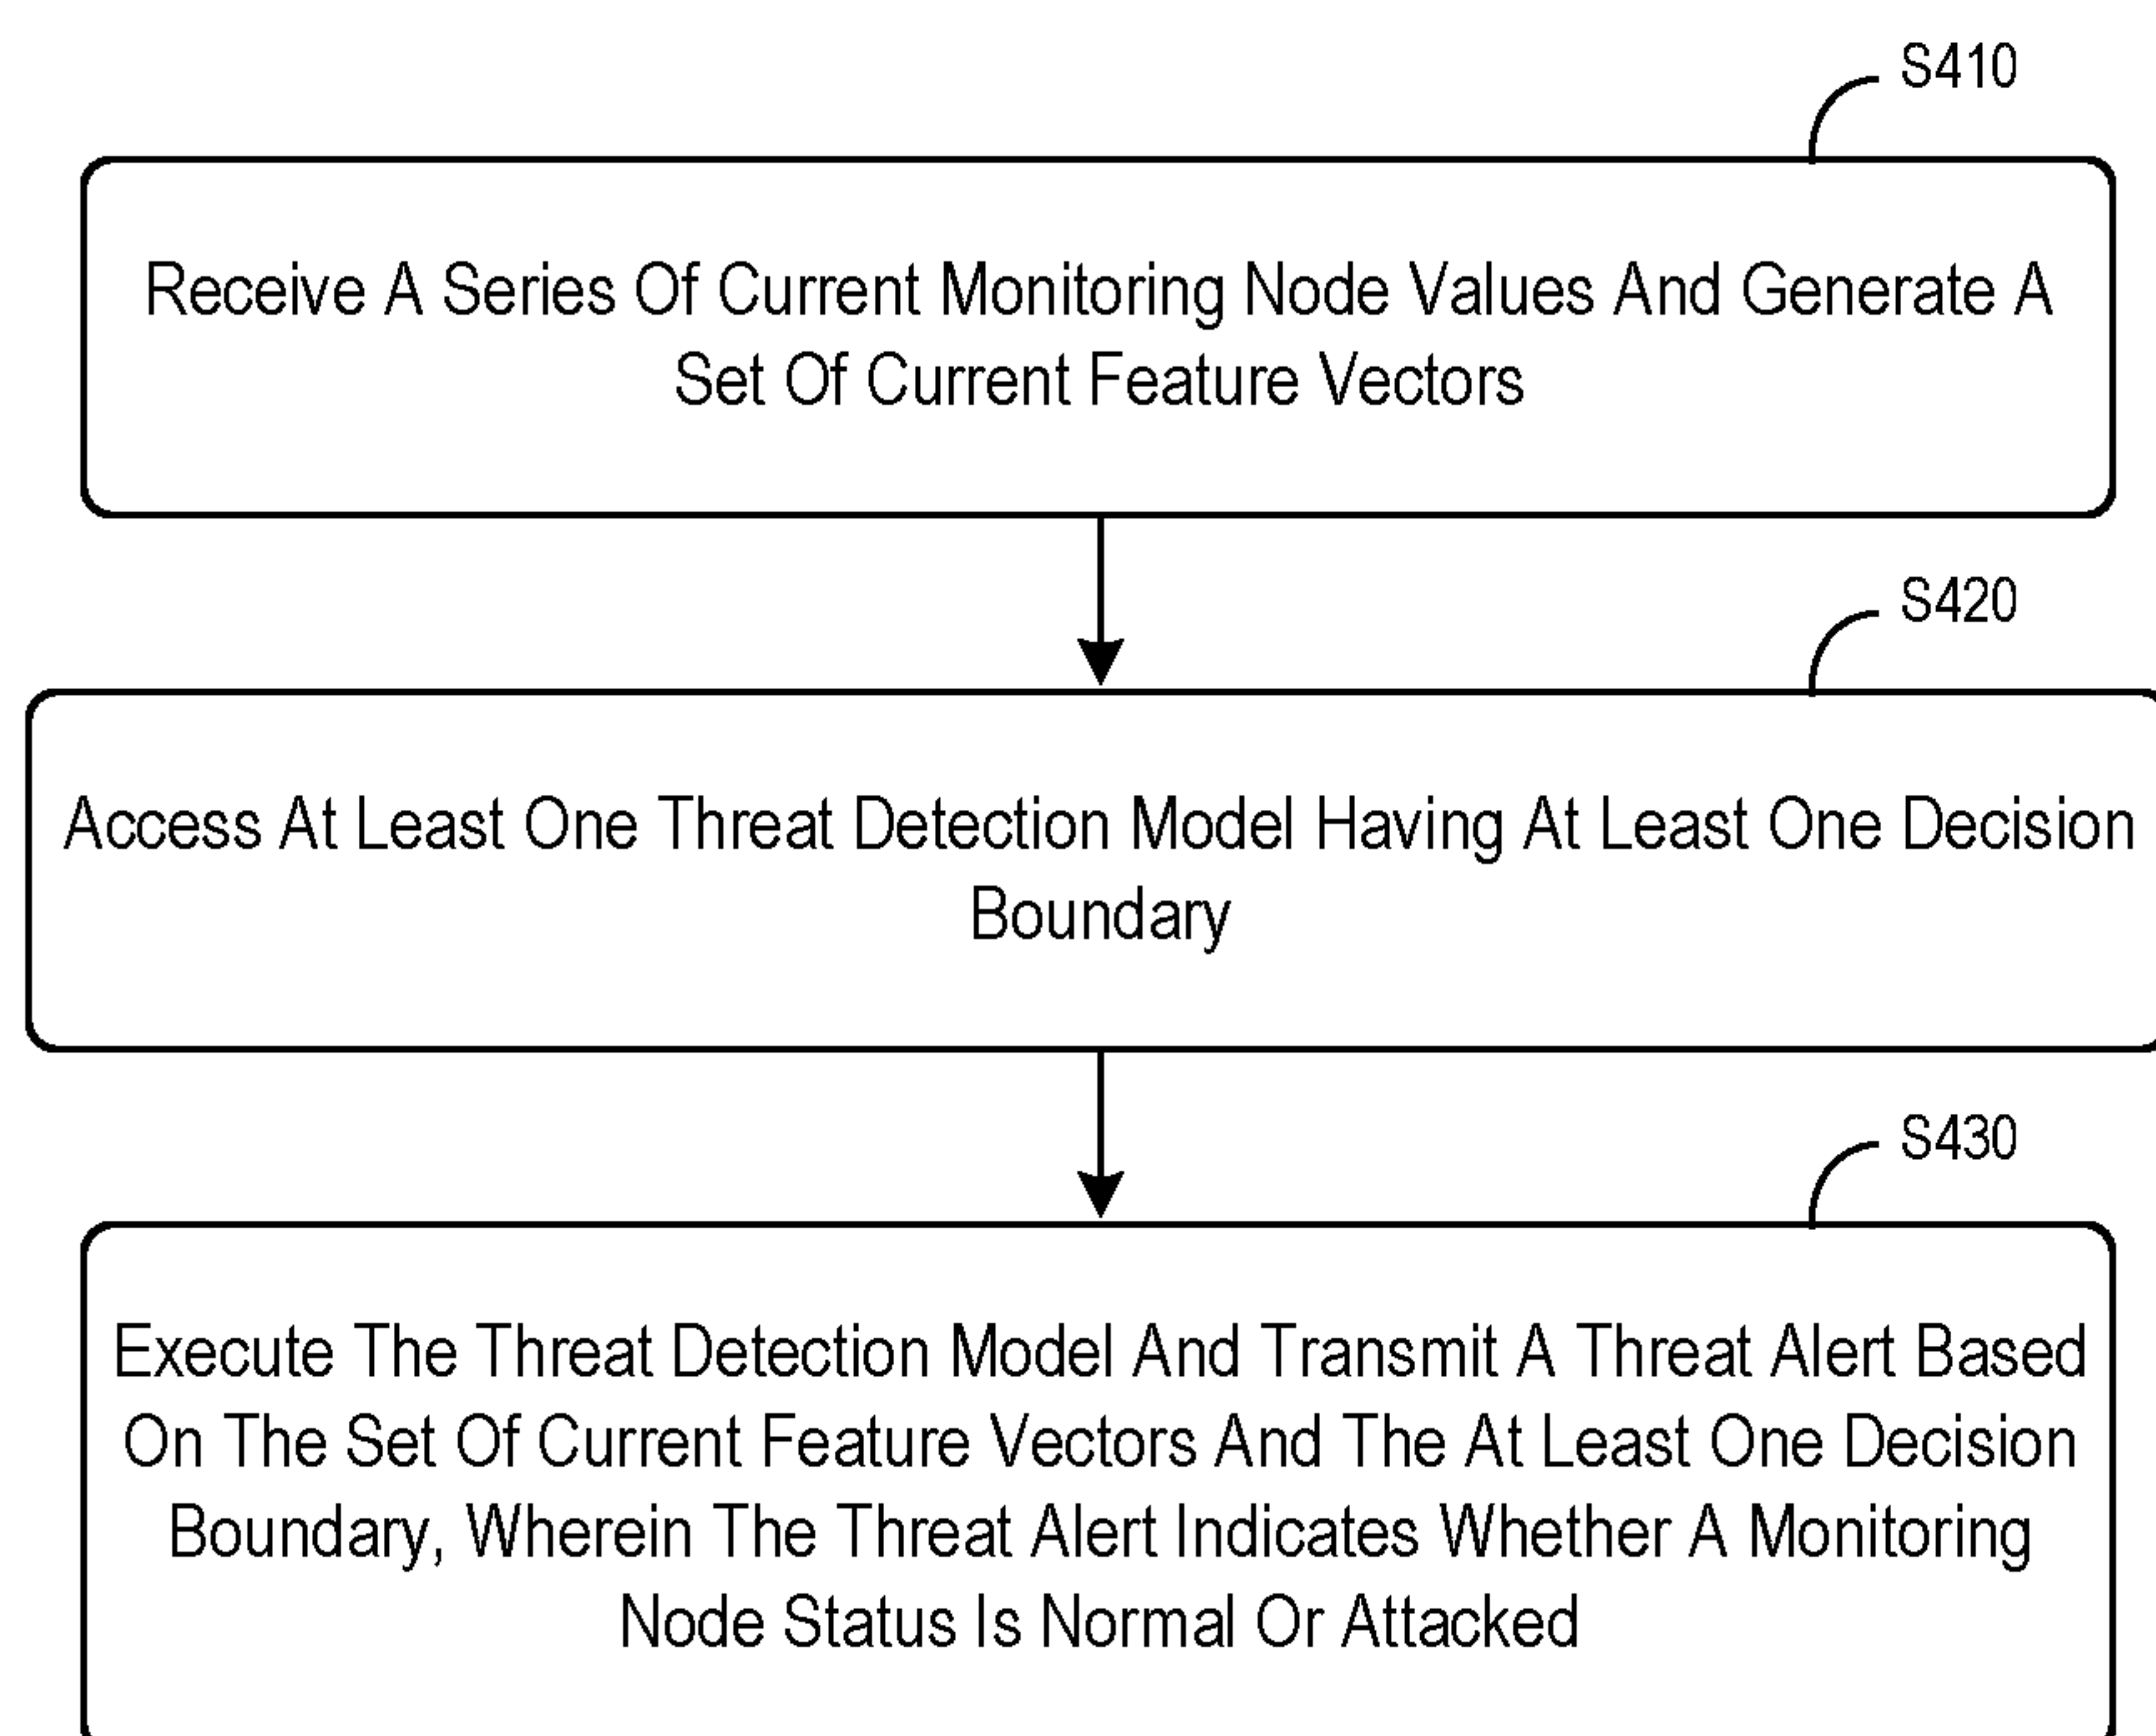 S410
Receive A Series Of Current Monitoring Node Values And Generate A
Set Of Current Feature Vectors
S420
Access At Least One Threat Detection Model Having At Least One Decision
Boundary
S430
Execute The Threat Detection Model And Transmit A Threat Alert Based
On The Set Of Current Feature Vectors And The At Least One Decision
Boundary, Wherein The Threat Alert Indicates Whether A Monitoring
Node Status Is Normal Or Attacked